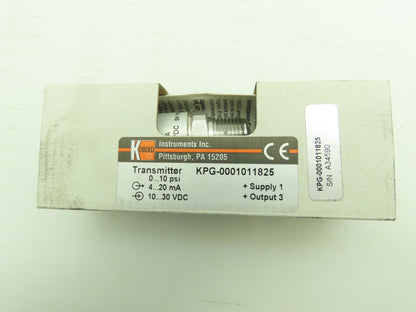 KOBOLD
Instruments Inc.
Pittsburgh, PA 15205
CE
Transmitter KPG-0001011825
0...10 psi
4...20 mA + Supply 1
10...30 VDC + Output 3
KPG-0001011825
S/N A34590
VDC